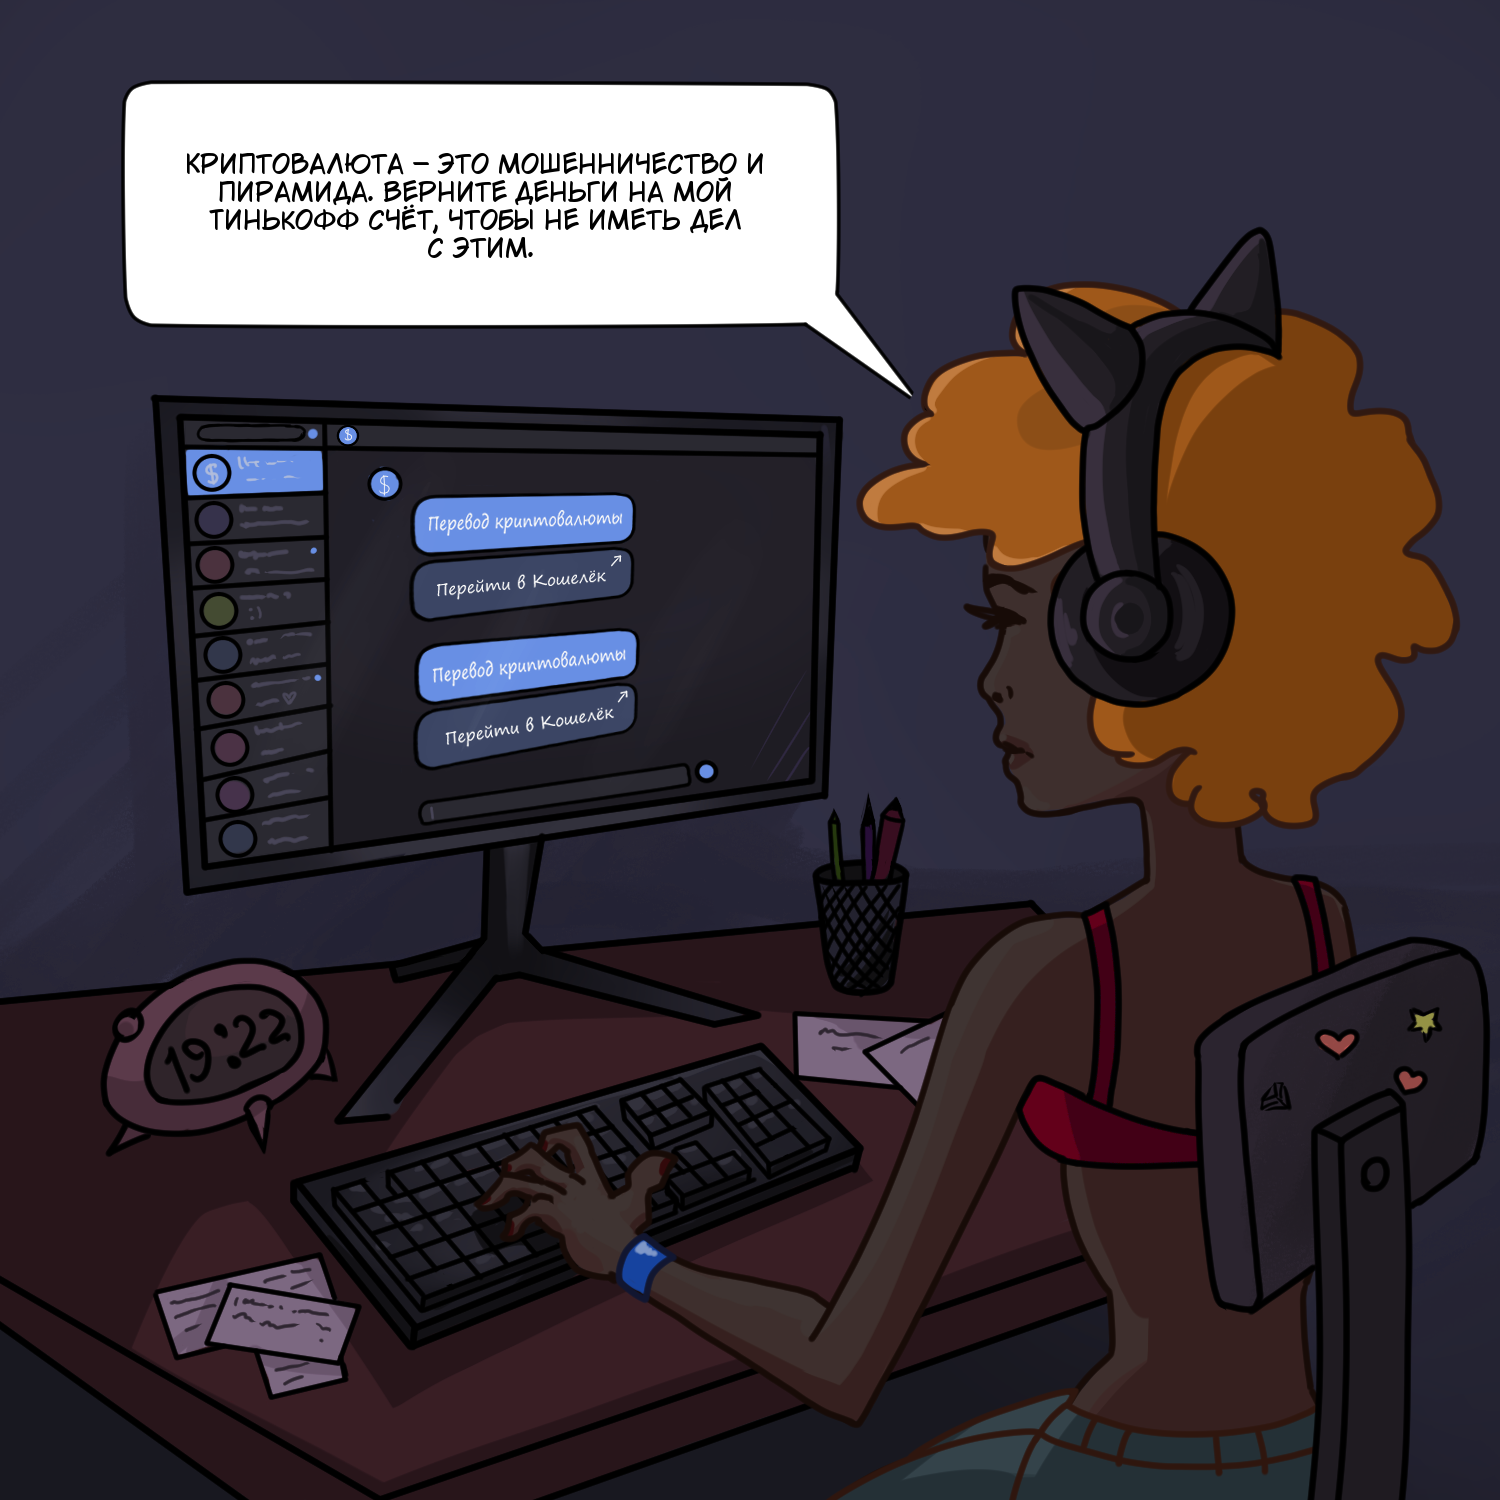 КРИПТОВАЛЮТА – ЭТО МОШЕННИЧЕСТВО И
ПИРАМИДА. ВЕРНИТЕ ДЕНЬГИ НА МОЙ
ТИНЬКОФФ СЧЁТ, ЧТОБЫ НЕ ИМЕТЬ ДЕЛ
С ЭТИМ.
$
$
$
Перевод криптовалюты
Перейти в Кошелёк
:)
Перевод криптовалюты
Перейти в Кошелёк
19:22